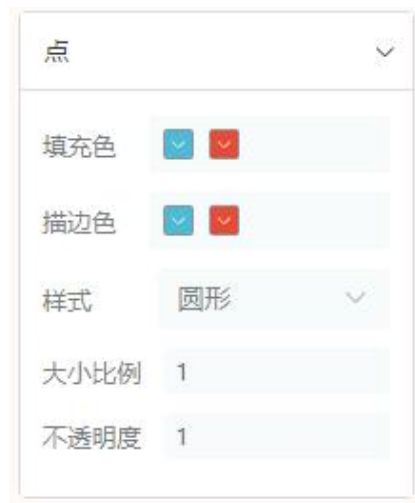 点
填充色
描边色
样式 圆形
大小比例 1
不透明度 1